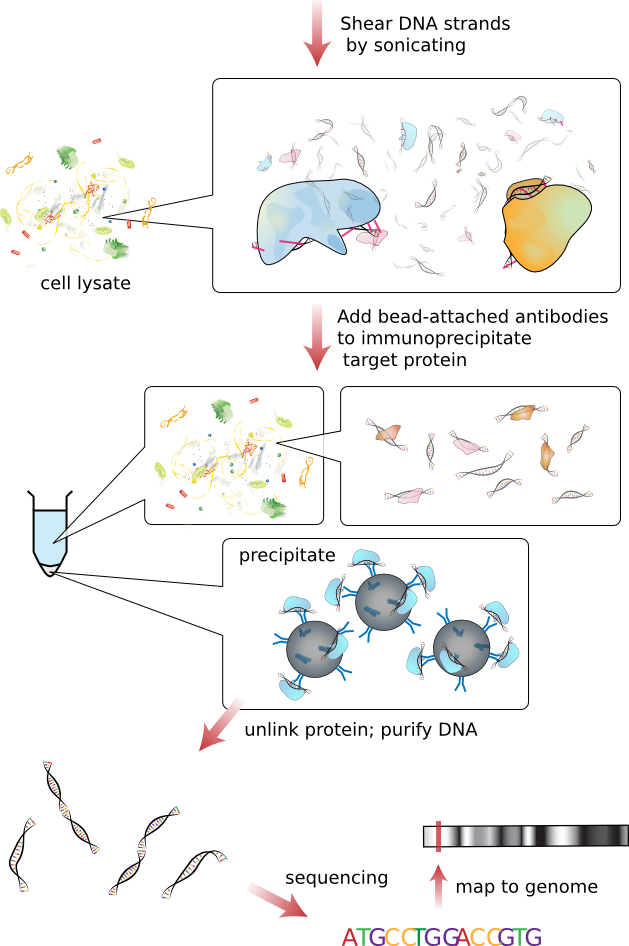 Shear DNA strands
by sonicating
cell lysate
Add bead-attached antibodies
to immunoprecipitate
target protein
precipitate
unlink protein; purify DNA
sequencing
map to genome
ATGCCTGGACCGTG